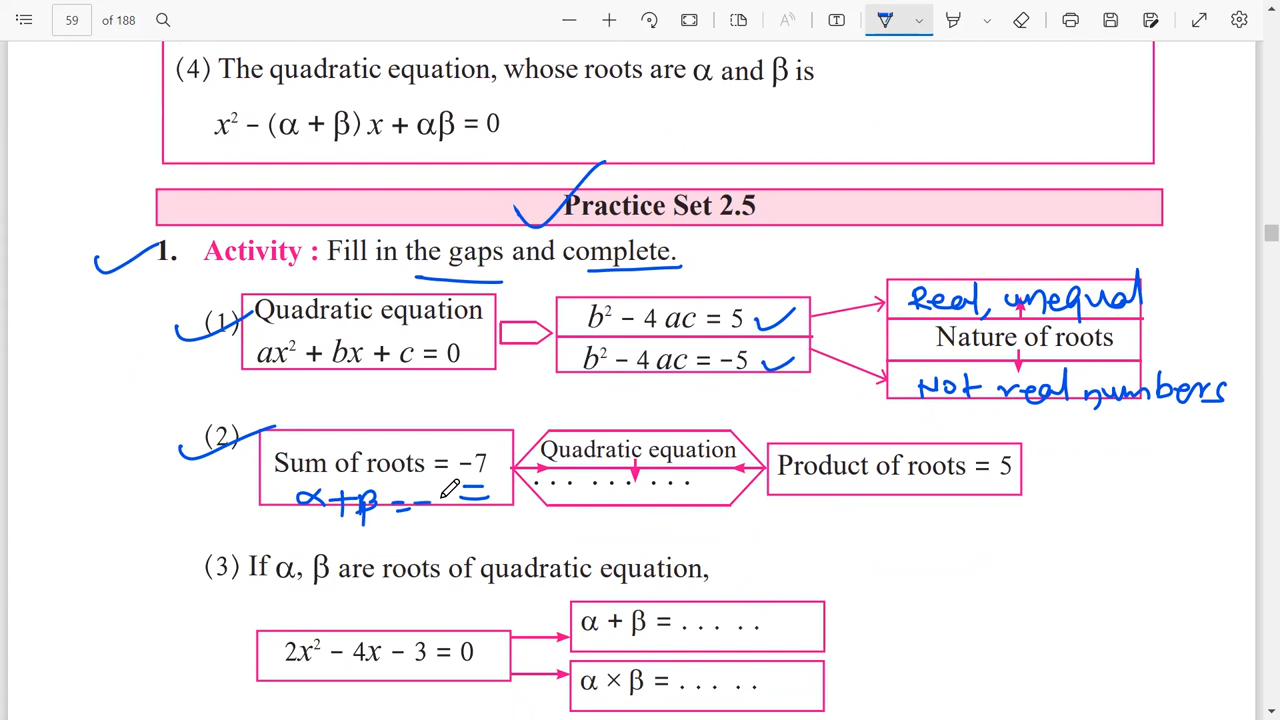 59 of 188
(4) The quadratic equation, whose roots are α and β is
x² – (α + β) x + αβ = 0
Practice Set 2.5
1. Activity : Fill in the gaps and complete.
(1) Quadratic equation
ax² + bx + c = 0
b² – 4 ac = 5
b² – 4 ac = –5
Real, unequal
Nature of roots
Not real numbers
(2) Sum of roots = –7
α + β = –
Quadratic equation
. . . . . . . . .
Product of roots = 5
(3) If α, β are roots of quadratic equation,
2x² – 4x – 3 = 0
α + β = . . . . .
α × β = . . . . .